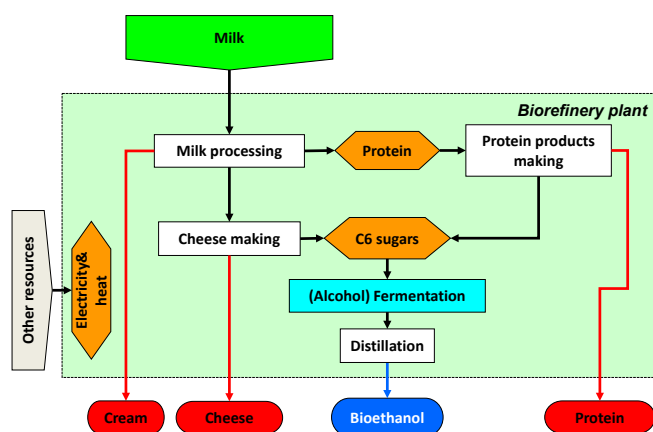 Milk
Biorefinery plant
Milk processing
Protein
Protein products
making
Cheese making
C6 sugars
Other resources
Electricity&
heat
(Alcohol) Fermentation
Distillation
Cream
Cheese
Bioethanol
Protein